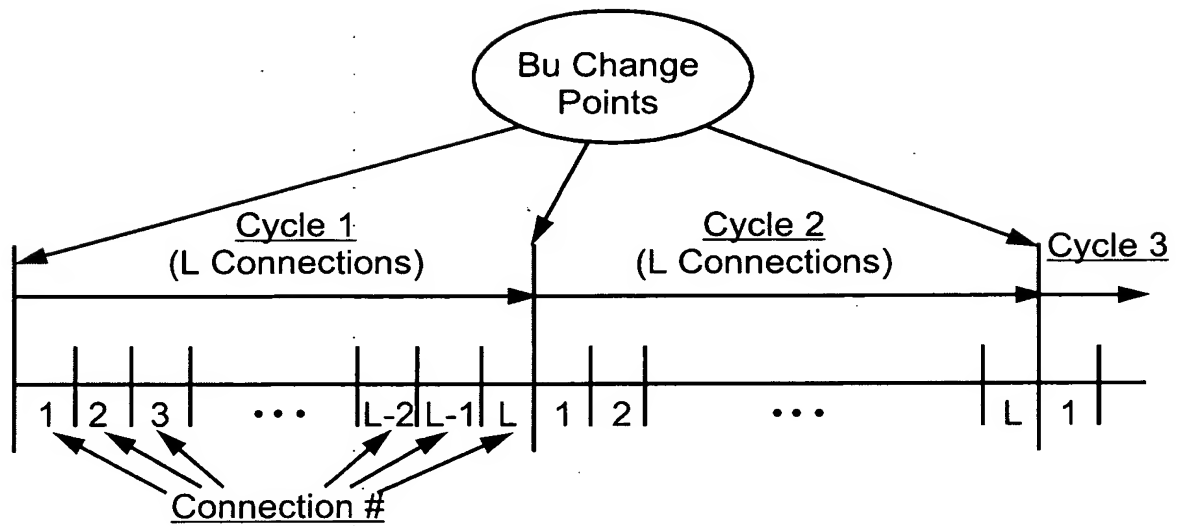 Bu Change
Points
Cycle 1
(L Connections)
Cycle 2
(L Connections)
Cycle 3
1 2 3 ••• L-2 L-1 L 1 2 ••• L 1
Connection #